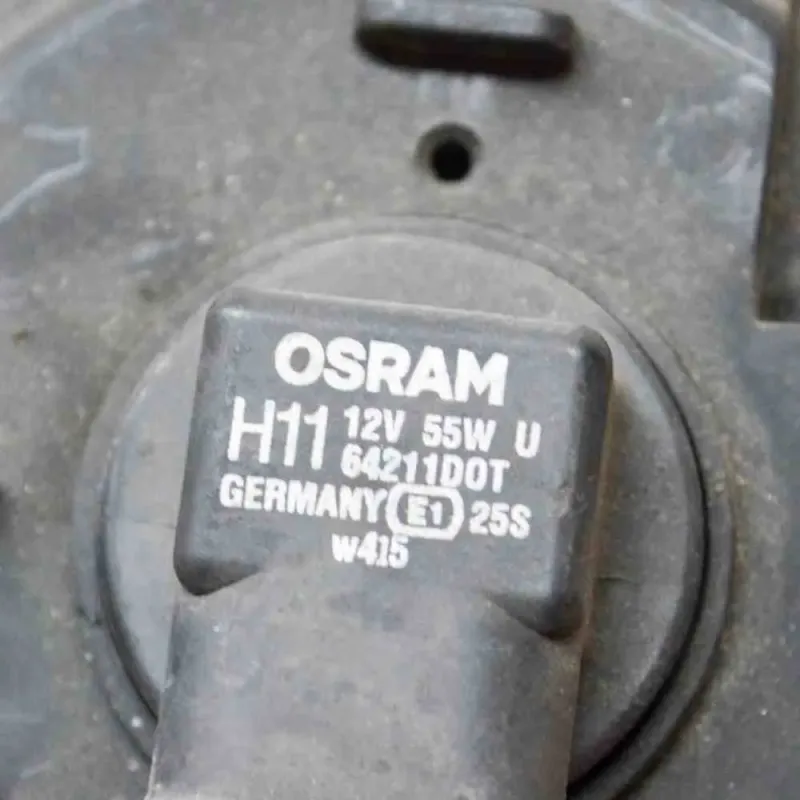 OSRAM
H11 12V 55W U
64211DOT
GERMANY E1 25S
W415